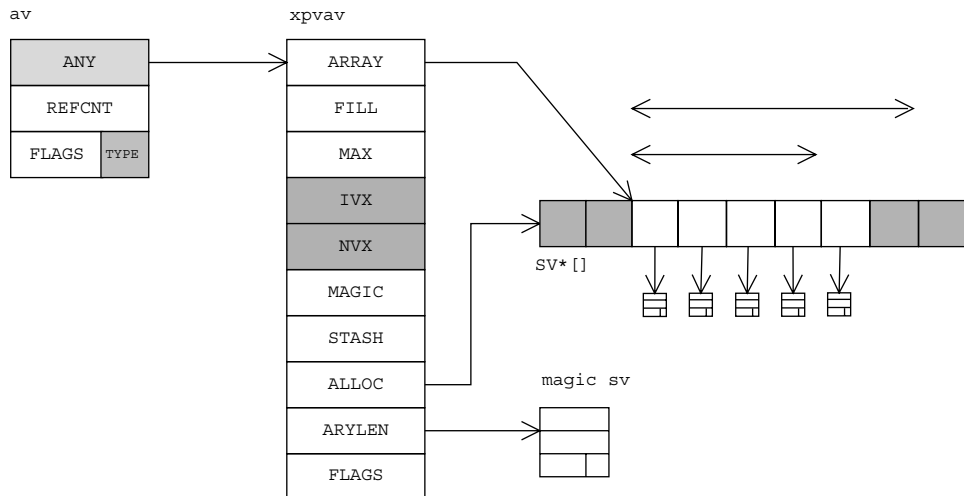 av
ANY
REFCNT
FLAGS TYPE
xpvav
ARRAY
FILL
MAX
IVX
NVX
MAGIC
STASH
ALLOC
ARYLEN
FLAGS
SV*[]
magic sv